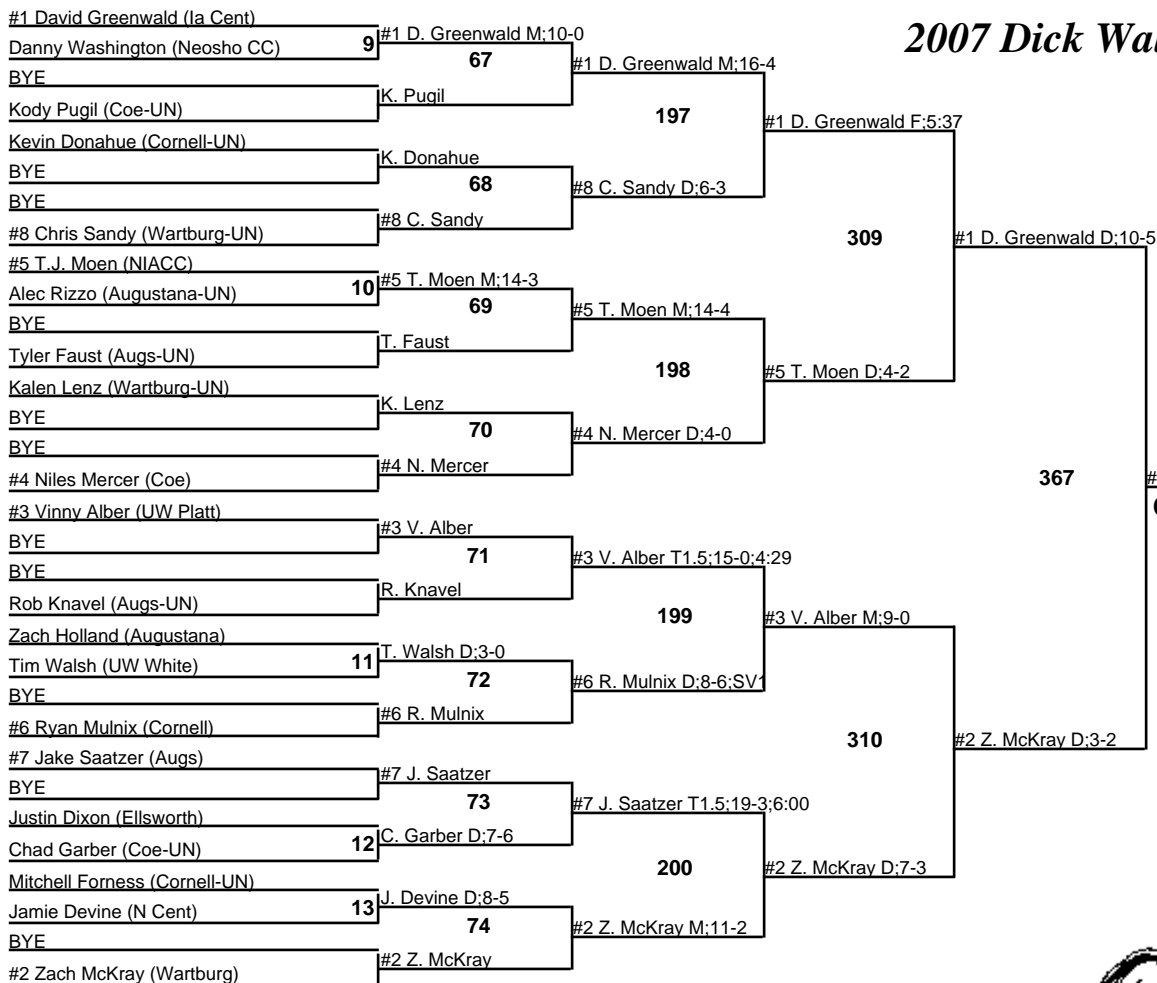 2007 Dick Wal
#1 David Greenwald (Ia Cent)
Danny Washington (Neosho CC)
BYE
Kody Pugil (Coe-UN)
Kevin Donahue (Cornell-UN)
BYE
BYE
#8 Chris Sandy (Wartburg-UN)
#5 T.J. Moen (NIACC)
Alec Rizzo (Augustana-UN)
BYE
Tyler Faust (Augs-UN)
Kalen Lenz (Wartburg-UN)
BYE
BYE
#4 Niles Mercer (Coe)
#3 Vinny Alber (UW Platt)
BYE
BYE
Rob Knavel (Augs-UN)
Zach Holland (Augustana)
Tim Walsh (UW White)
BYE
#6 Ryan Mulnix (Cornell)
#7 Jake Saatzer (Augs)
BYE
Justin Dixon (Ellsworth)
Chad Garber (Coe-UN)
Mitchell Forness (Cornell-UN)
Jamie Devine (N Cent)
BYE
#2 Zach McKray (Wartburg)
9
10
11
12
13
#1 D. Greenwald M;10-0
67
K. Pugil
K. Donahue
68
#8 C. Sandy
#5 T. Moen M;14-3
69
T. Faust
K. Lenz
70
#4 N. Mercer
#3 V. Alber
71
R. Knavel
T. Walsh D;3-0
72
#6 R. Mulnix
#7 J. Saatzer
73
C. Garber D;7-6
J. Devine D;8-5
74
#2 Z. McKray
#1 D. Greenwald M;16-4
197
#8 C. Sandy D;6-3
#5 T. Moen M;14-4
198
#4 N. Mercer D;4-0
#3 V. Alber T1.5;15-0;4:29
199
#6 R. Mulnix D;8-6;SV1
#7 J. Saatzer T1.5;19-3;6:00
200
#2 Z. McKray M;11-2
#1 D. Greenwald F;5:37
309
#5 T. Moen D;4-2
#3 V. Alber M;9-0
310
#2 Z. McKray D;7-3
#1 D. Greenwald D;10-5
367
#2 Z. McKray D;3-2
#